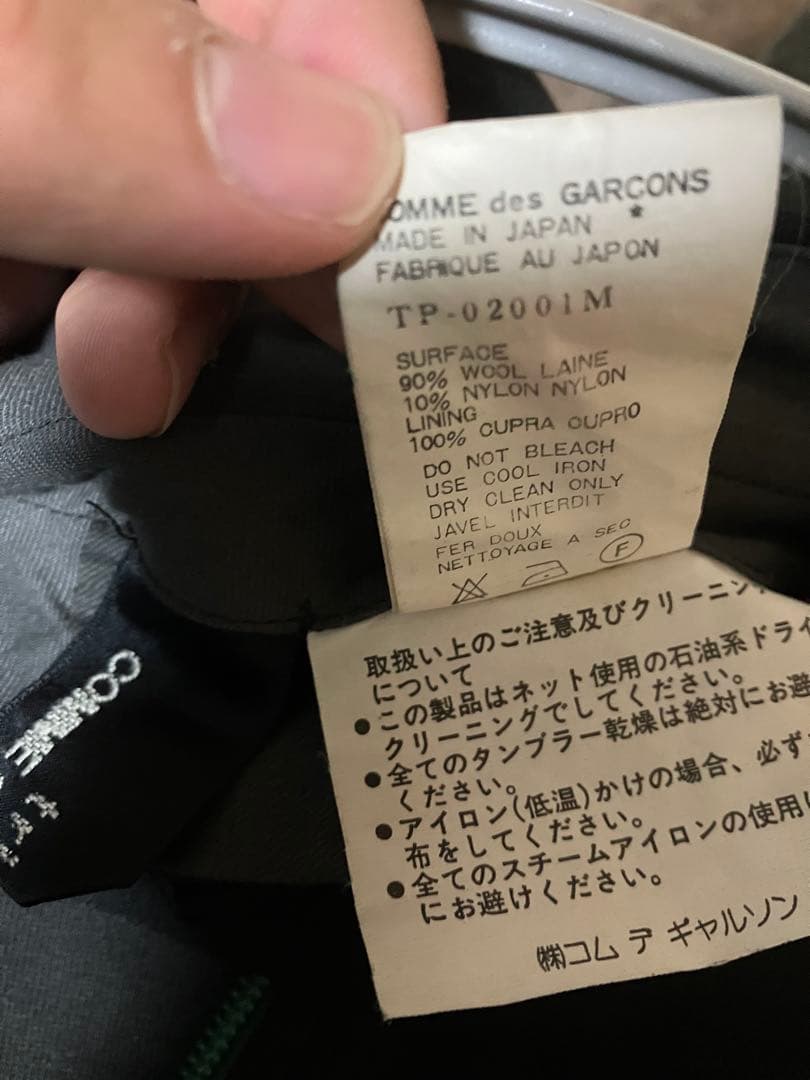 OMME des GARÇONS
MADE IN JAPAN
FABRIQUE AU JAPON
TP-02001M
SURFACE
90% WOOL LAINE
10% NYLON NYLON
LINING
100% CUPRA CUPRO
DO NOT BLEACH
USE COOL IRON
DRY CLEAN ONLY
JAVEL INTERDIT
FER DOUX
NETTOYAGE A SEC
F
取扱い上のご注意及びクリーニン
について
●この製品はネット使用の石油系ドライ
クリーニングでしてください。
●全てのタンブラー乾燥は絶対にお避
ください。
●アイロン(低温)かけの場合、必ず
布をしてください。
●全てのスチームアイロンの使用
にお避けください。
㈱コム デ ギャルソン
COMME